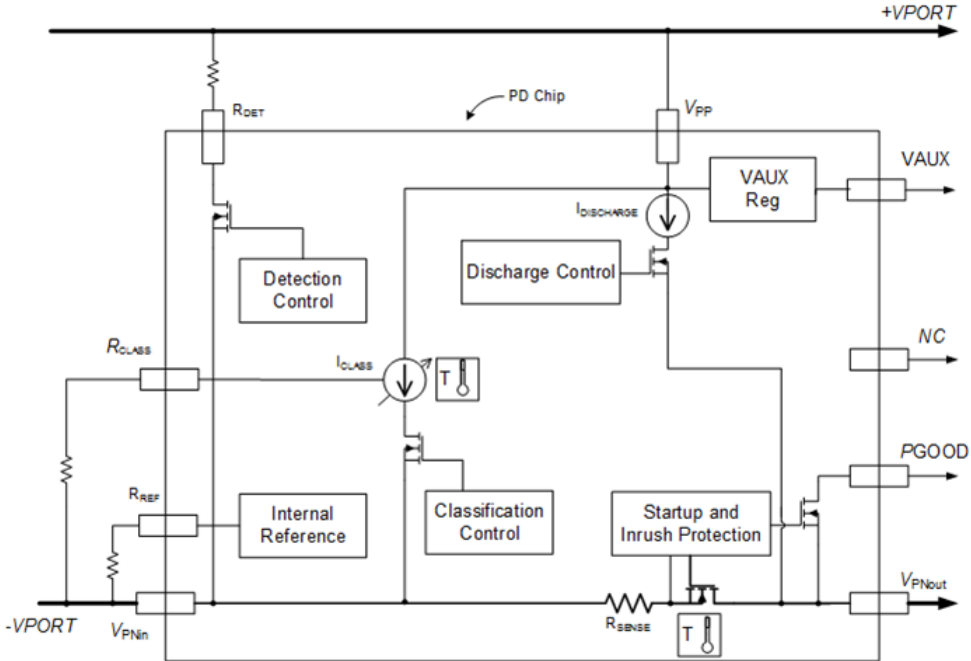 +VPORT
PD Chip
RDET
VPP
VAUX
Reg
VAUX
IDISCHARGE
Detection
Control
Discharge Control
RCLASS
ICLASS
T
NC
PGOOD
RREF
Internal
Reference
Classification
Control
Startup and
Inrush Protection
-VPORT
VPNin
RSENSE
T
VPNout